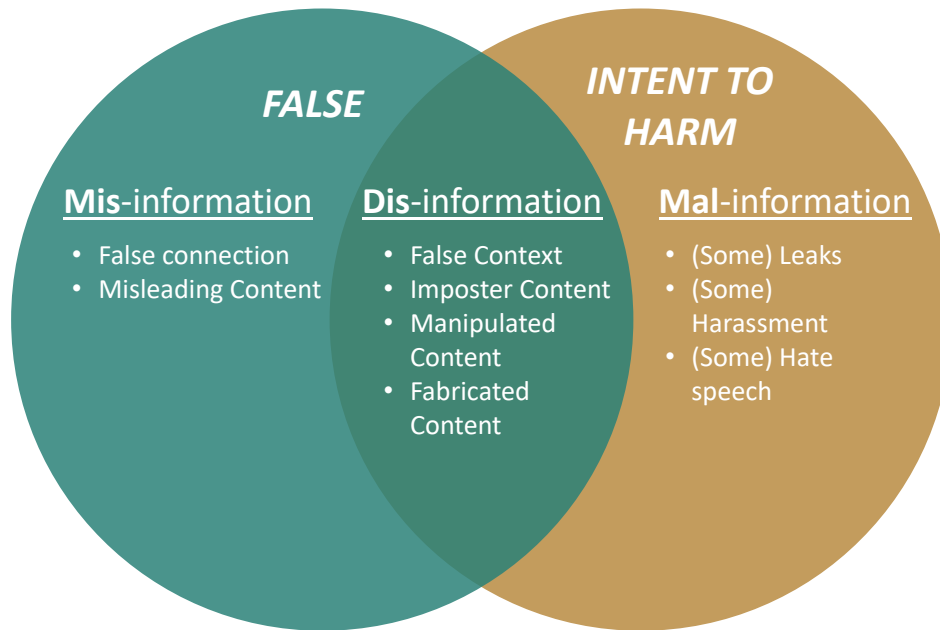 FALSE
INTENT TO
HARM
Mis-information
• False connection
• Misleading Content
Dis-information
• False Context
• Imposter Content
• Manipulated
Content
• Fabricated
Content
Mal-information
• (Some) Leaks
• (Some)
Harassment
• (Some) Hate
speech